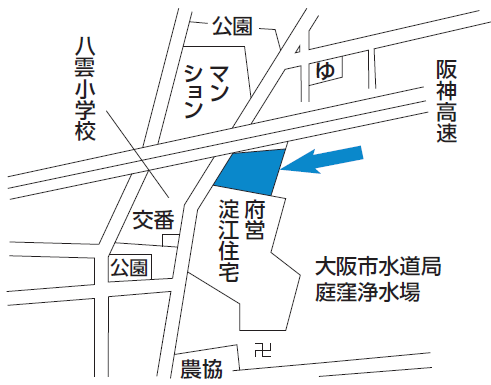 公園
八雲小学校
マンション
ゆ
阪神高速
交番
府営
淀江住宅
公園
大阪市水道局
庭窪浄水場
卍
農協